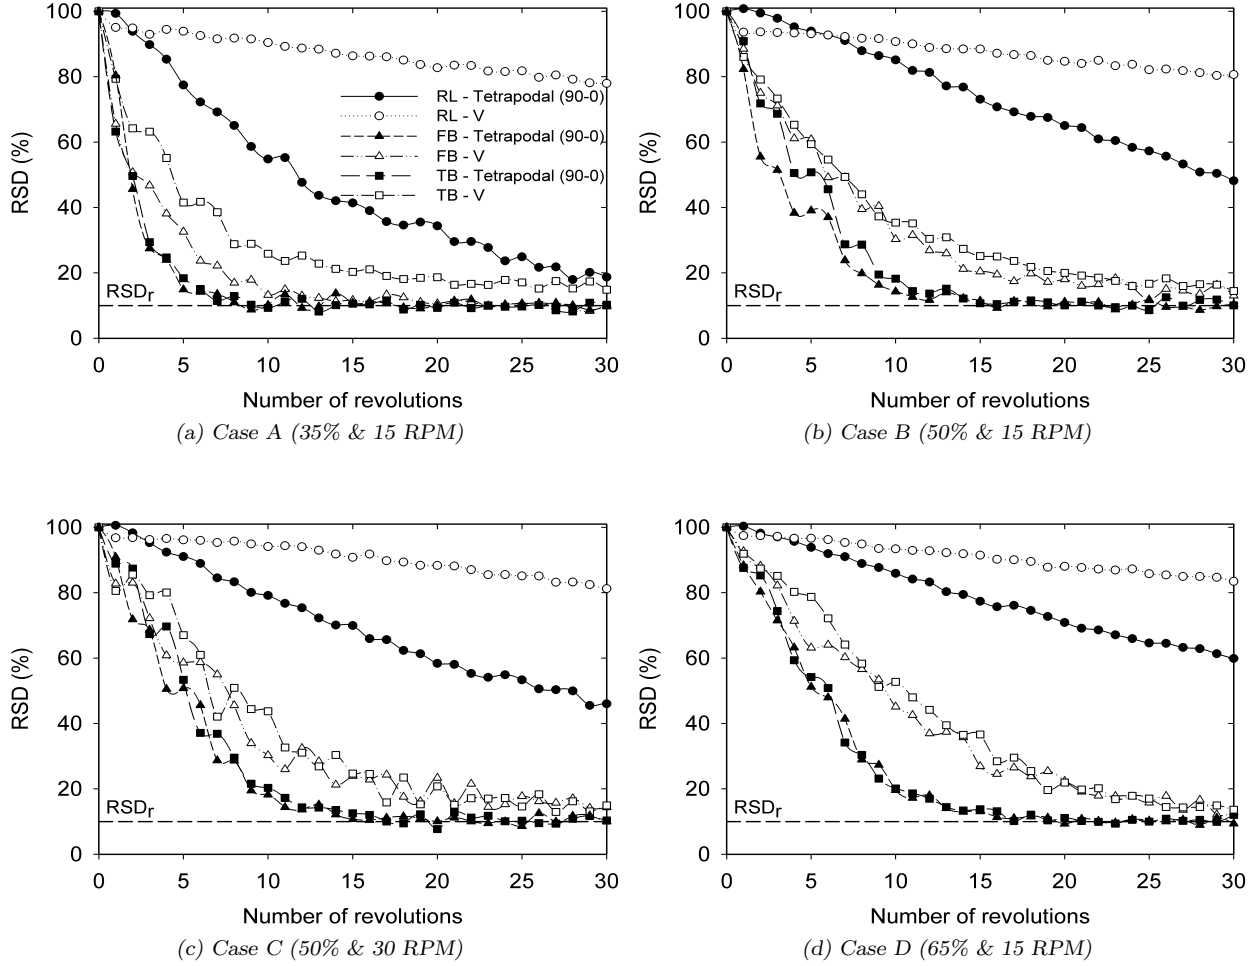 100
80
60
40
20
0
RSD (%)
RL - Tetrapodal (90-0)
RL - V
FB - Tetrapodal (90-0)
FB - V
TB - Tetrapodal (90-0)
TB - V
RSDr
0 5 10 15 20 25 30
Number of revolutions
(a) Case A (35% & 15 RPM)
100
80
60
40
20
0
RSD (%)
RSDr
0 5 10 15 20 25 30
Number of revolutions
(b) Case B (50% & 15 RPM)
100
80
60
40
20
0
RSD (%)
RSDr
0 5 10 15 20 25 30
Number of revolutions
(c) Case C (50% & 30 RPM)
100
80
60
40
20
0
RSD (%)
RSDr
0 5 10 15 20 25 30
Number of revolutions
(d) Case D (65% & 15 RPM)